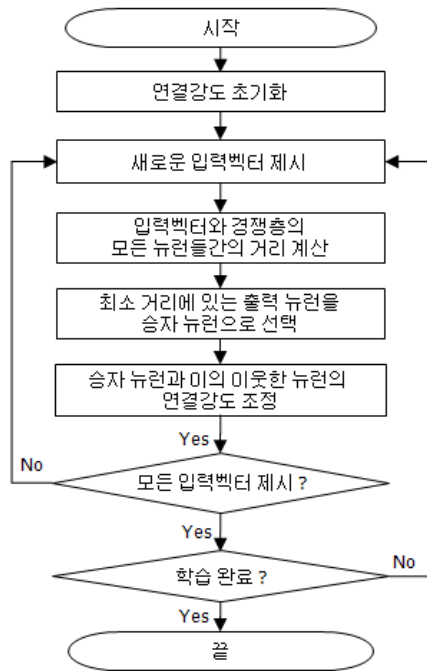 시작
연결강도 초기화
새로운 입력벡터 제시
입력벡터와 경쟁층의
모든 뉴런들간의 거리 계산
최소 거리에 있는 출력 뉴런을
승자 뉴런으로 선택
승자 뉴런과 이의 이웃한 뉴런의
연결강도 조정
Yes
No
모든 입력벡터 제시 ?
Yes
No
학습 완료 ?
Yes
끝